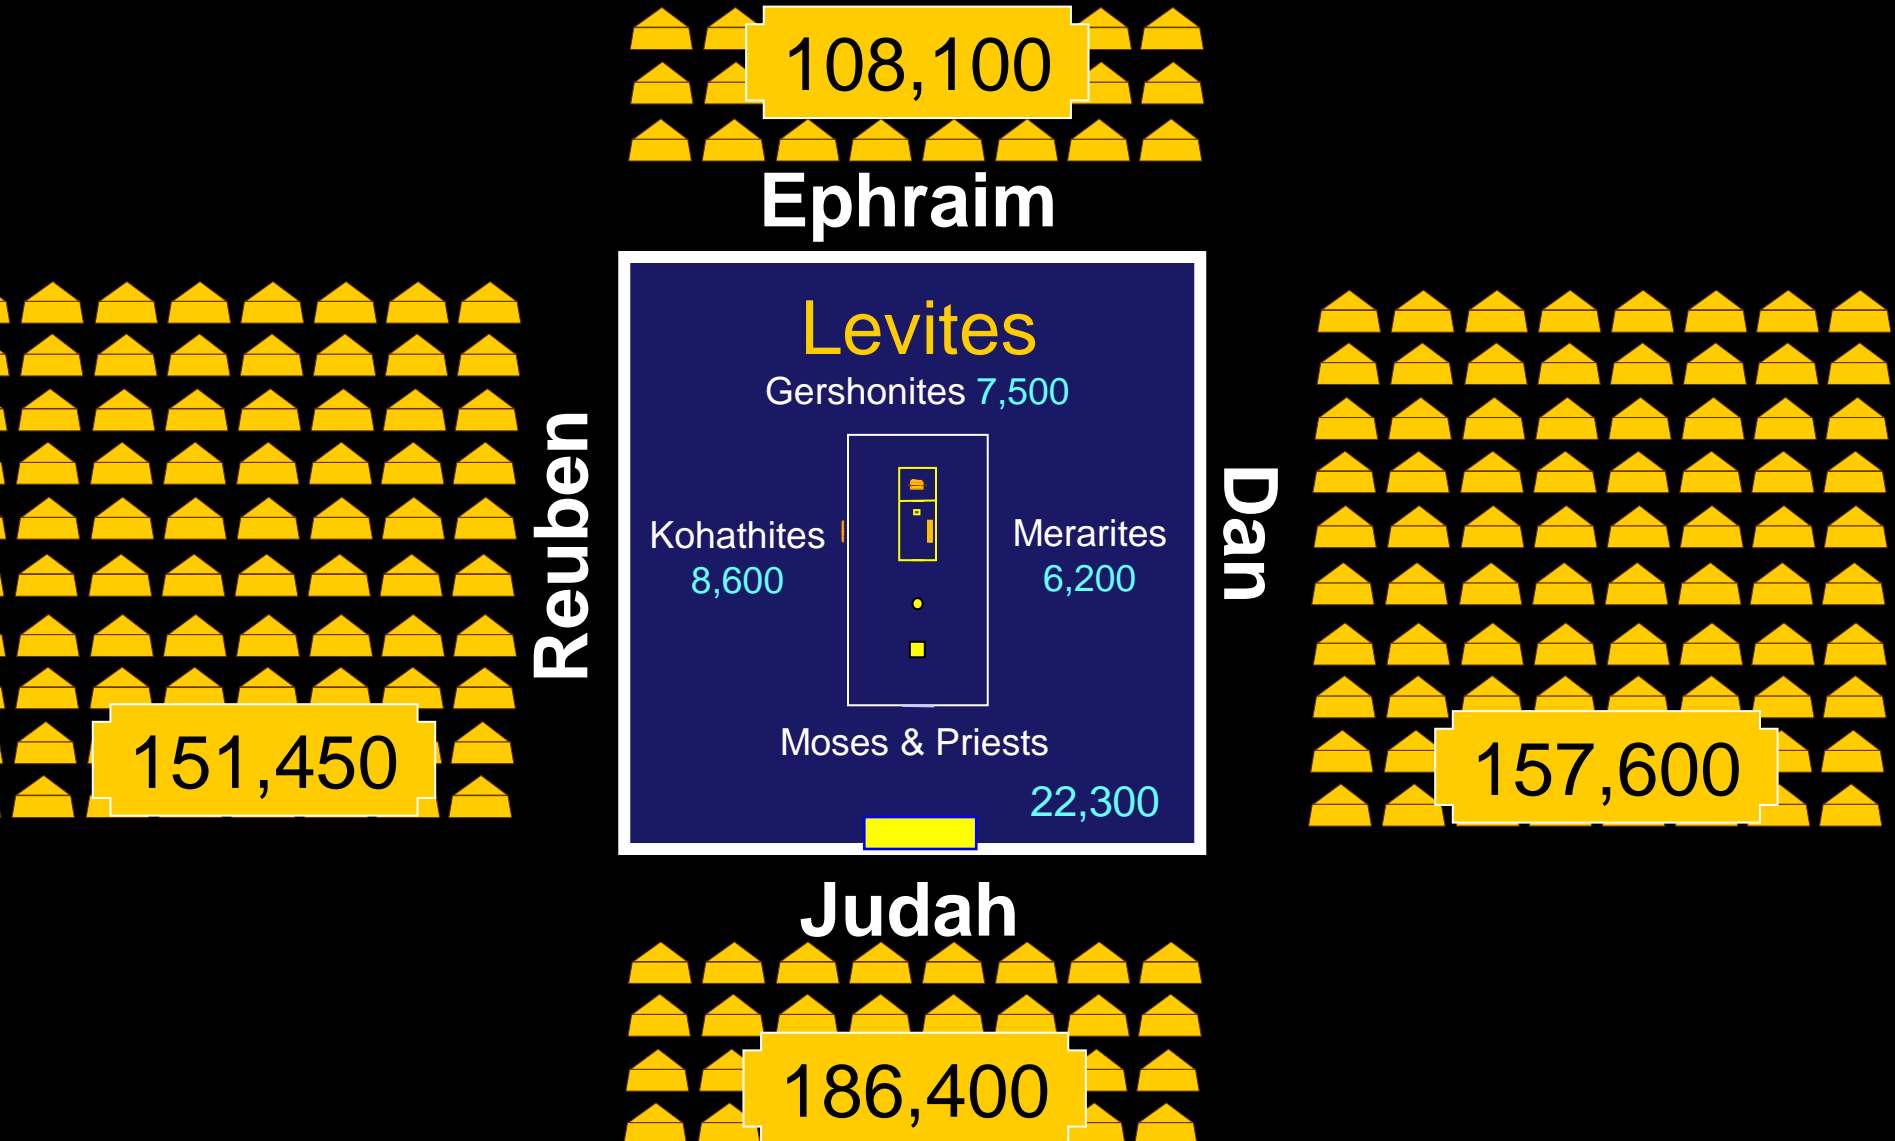 108,100
Ephraim
Levites
Gershonites 7,500
Reuben
Kohathites
8,600
Merarites
6,200
Dan
Moses & Priests
22,300
151,450
157,600
Judah
186,400